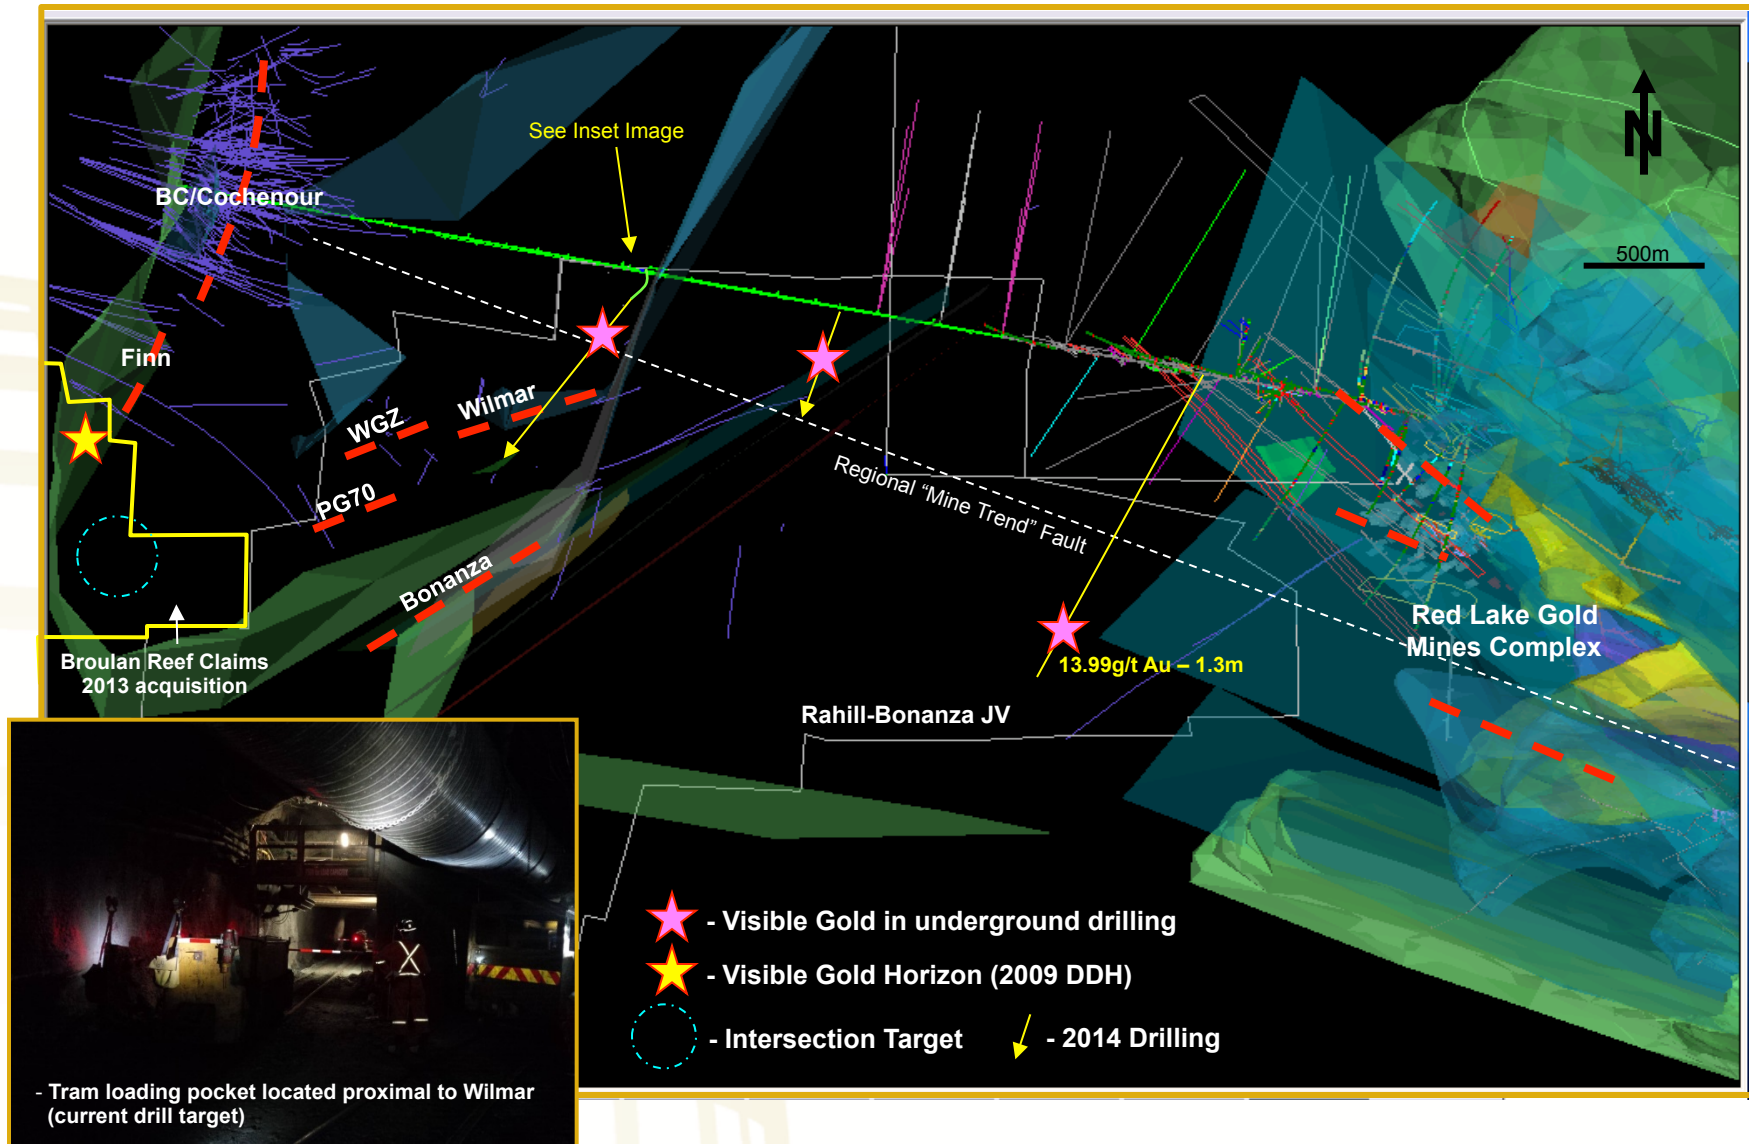 See Inset Image
N
BC/Cochenour
500m
Finn
Wilmar
WGZ
PG70
Regional “Mine Trend” Fault
Bonanza
Red Lake Gold
Mines Complex
Broulan Reef Claims
2013 acquisition
13.99g/t Au – 1.3m
Rahill-Bonanza JV
- Visible Gold in underground drilling
- Visible Gold Horizon (2009 DDH)
- Intersection Target
- 2014 Drilling
- Tram loading pocket located proximal to Wilmar
(current drill target)